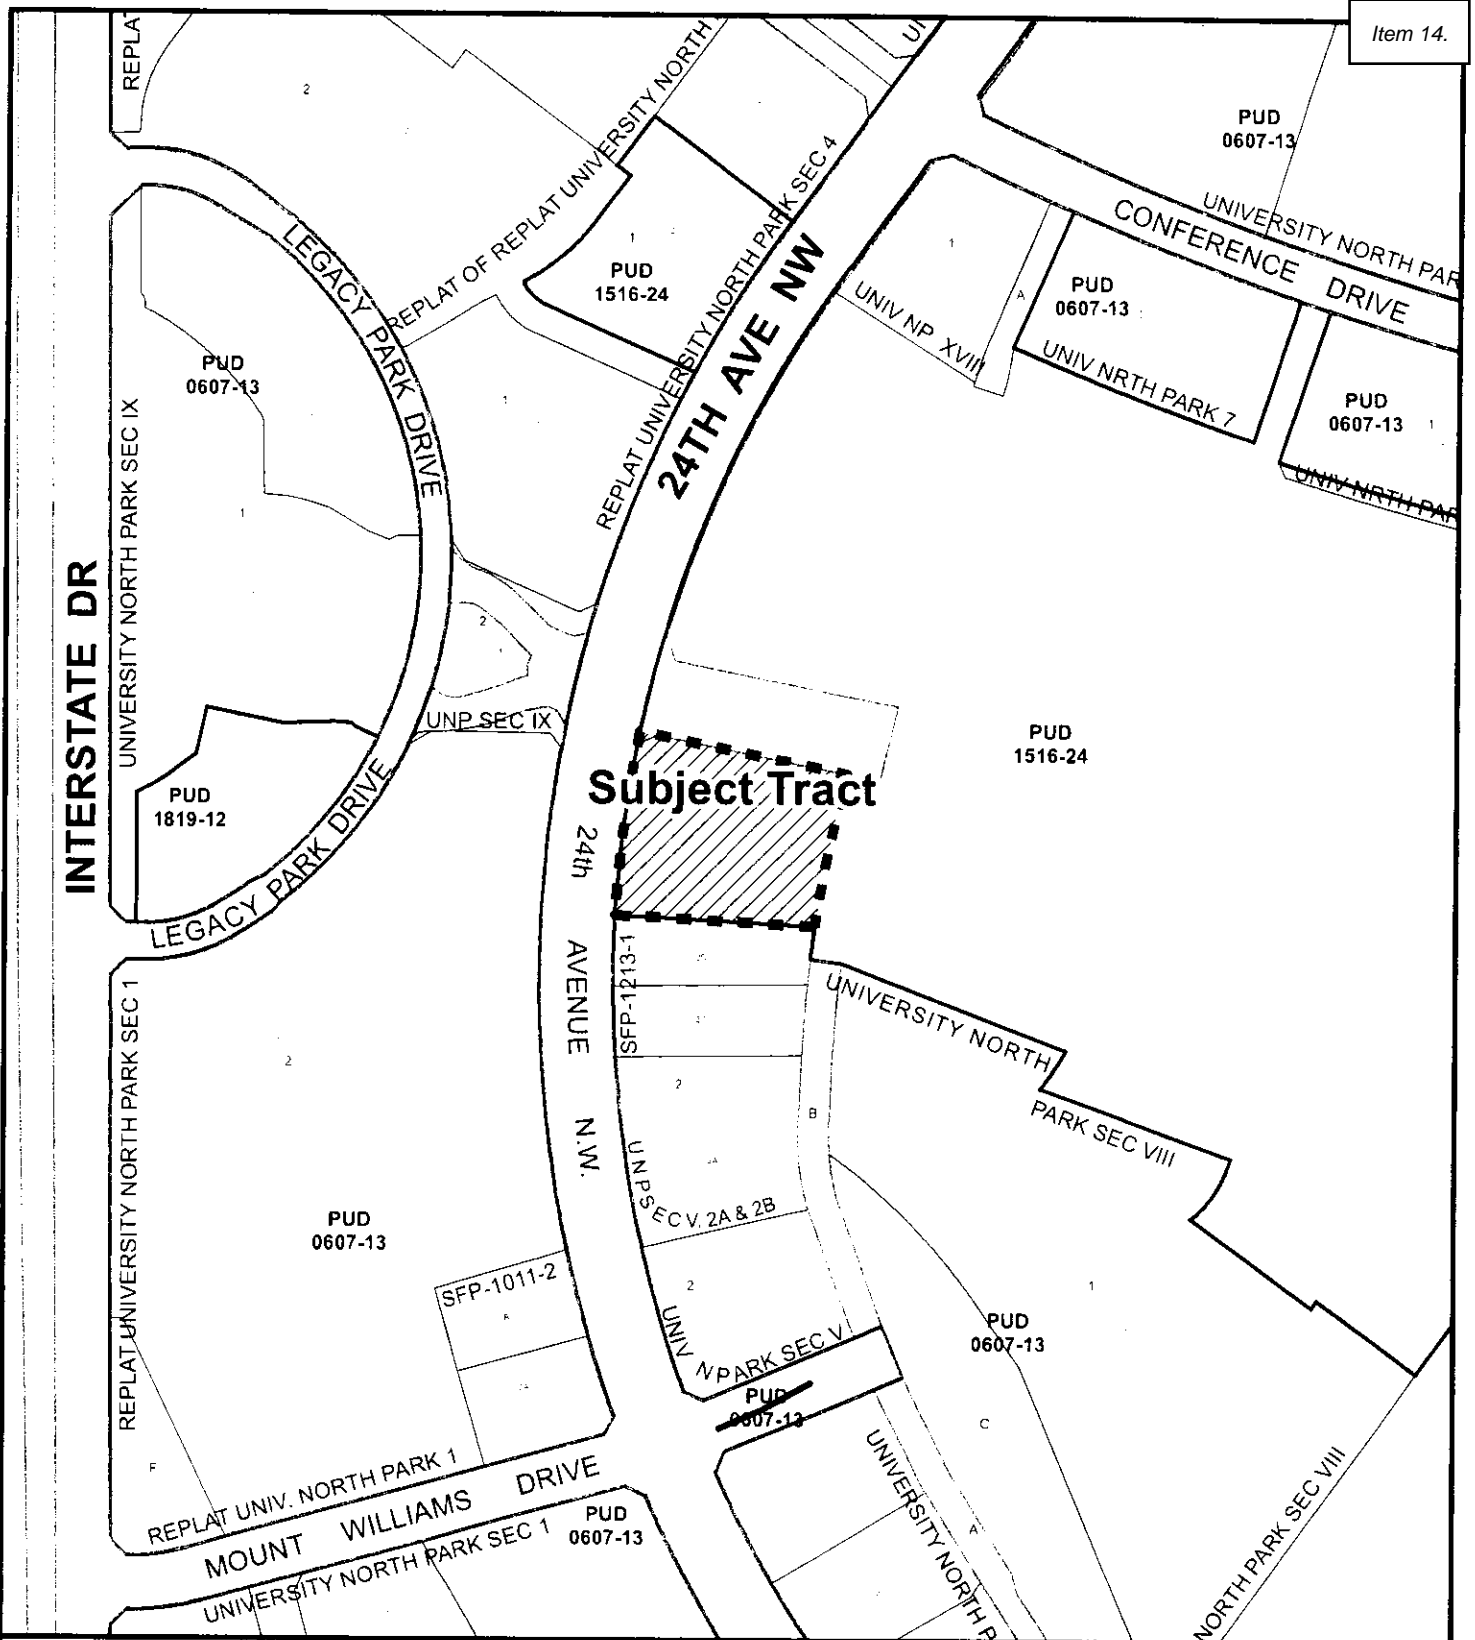 Item 14.
REPLA
2
REPLAT OF REPLAT UNIVERSITY NORTH
UI
PUD
0607-13
UNIVERSITY NORTH PAR
CONFERENCE DRIVE
1
PUD
1516-24
REPLAT UNIVERSITY NORTH PARK SEC 4
24TH AVE NW
1
UNIV NP XVIII
A
PUD
0607-13
UNIV NRTH PARK 7
PUD
0607-13
1
UNIV NRTH PAR
LEGACY PARK DRIVE
PUD
0607-13
1
1
INTERSTATE DR
UNIVERSITY NORTH PARK SEC IX
2
UNP SEC IX
PUD
1819-12
LEGACY PARK DRIVE
PUD
1516-24
Subject Tract
24th AVENUE N.W.
SFP-1213-1
UNIVERSITY NORTH
PARK SEC VIII
2
B
UNP SEC V, 2A & 2B
REPLAT UNIVERSITY NORTH PARK SEC 1
2
PUD
0607-13
SFP-1011-2
2
UNIV N PARK SEC V
PUD
0607-13
1
PUD
0607-13
C
F
REPLAT UNIV. NORTH PARK 1
MOUNT WILLIAMS DRIVE
UNIVERSITY NORTH PARK SEC 1
PUD
0607-13
UNIVERSITY NORTH P
A
NORTH PARK SEC VIII